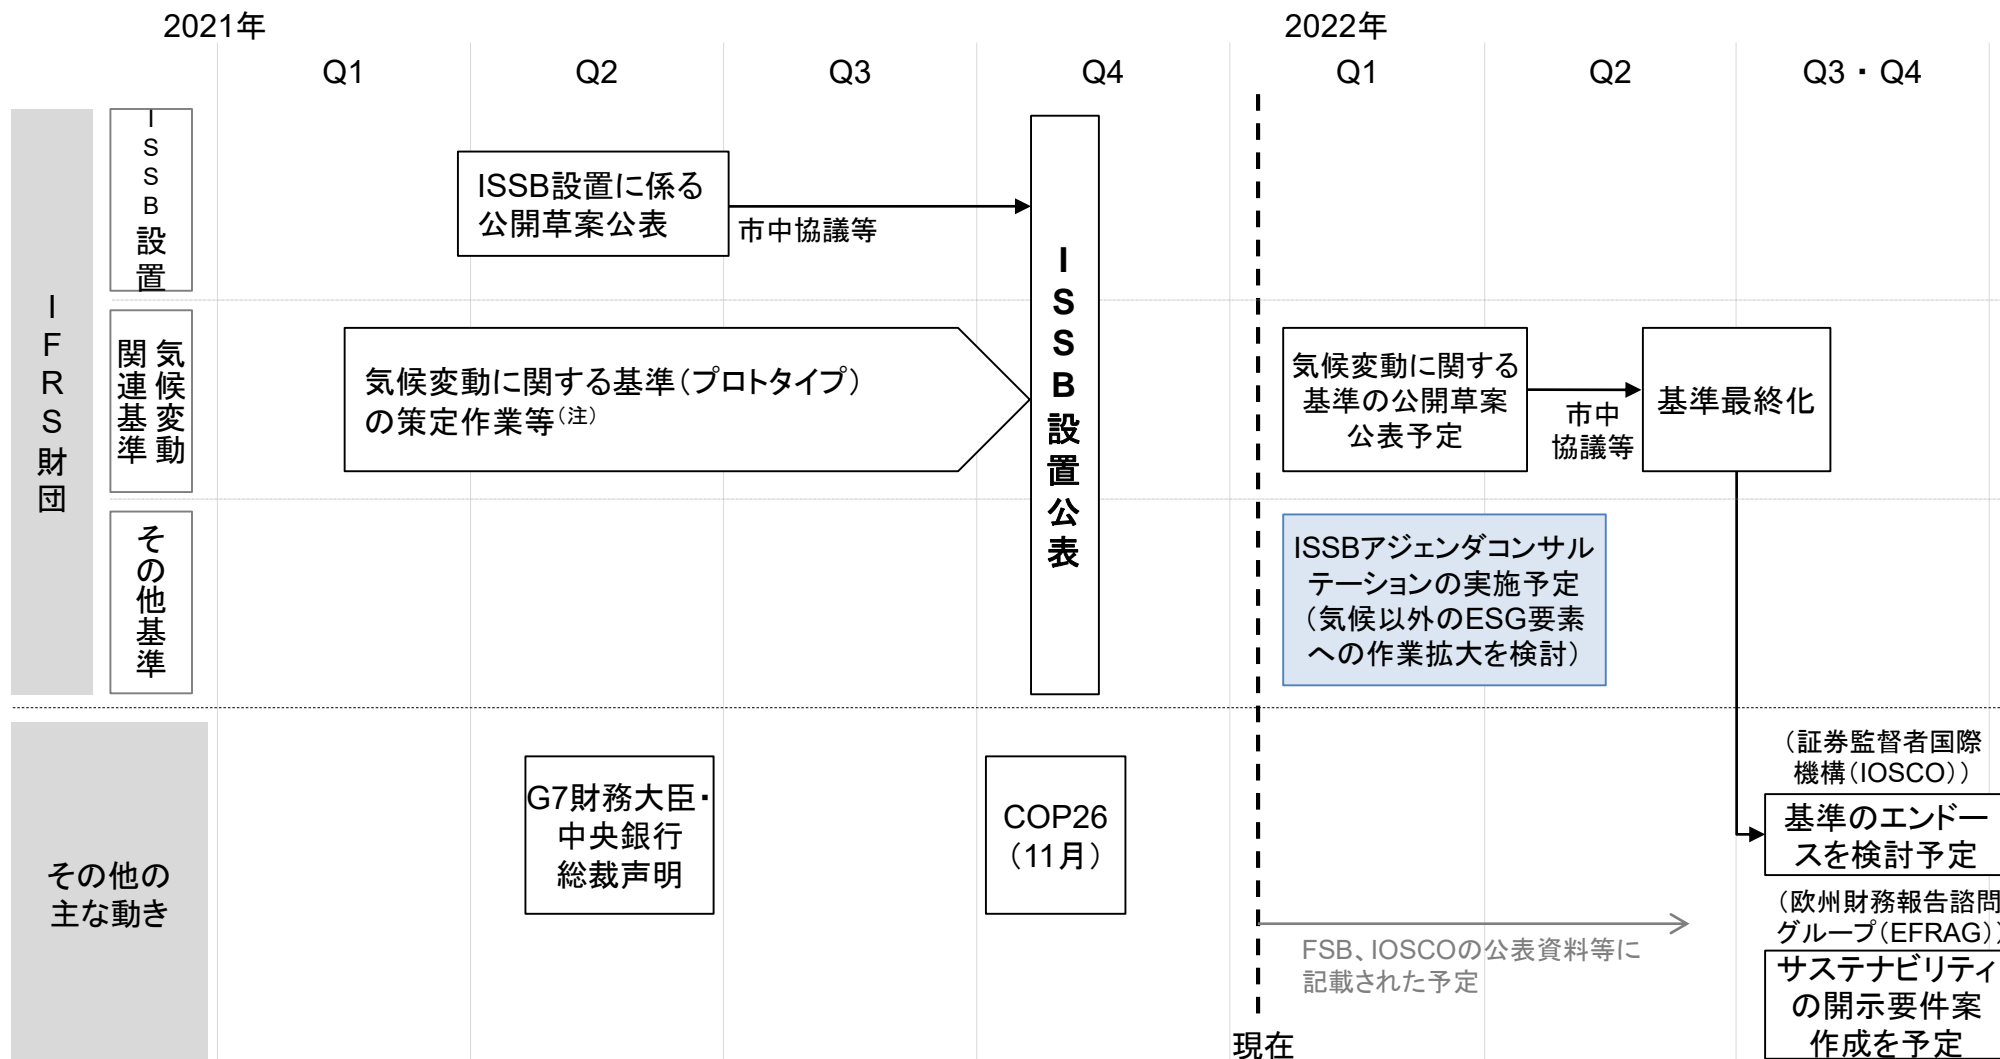 2021年
2022年
Q1
Q2
Q3
Q4
Q1
Q2
Q3・Q4
IFRS財団
ISSB設置
ISSB設置に係る
公開草案公表
市中協議等
ISSB設置公表
気候変動
関連基準
気候変動に関する基準（プロトタイプ）
の策定作業等（注）
気候変動に関する
基準の公開草案
公表予定
市中
協議等
基準最終化
その他基準
ISSBアジェンダコンサル
テーションの実施予定
（気候以外のESG要素
への作業拡大を検討）
その他の
主な動き
G7財務大臣・
中央銀行
総裁声明
COP26
（11月）
（証券監督者国際
機構（IOSCO））
基準のエンドー
スを検討予定
（欧州財務報告諮問
グループ（EFRAG））
サステナビリティ
の開示要件案
作成を予定
FSB、IOSCOの公表資料等に
記載された予定
現在